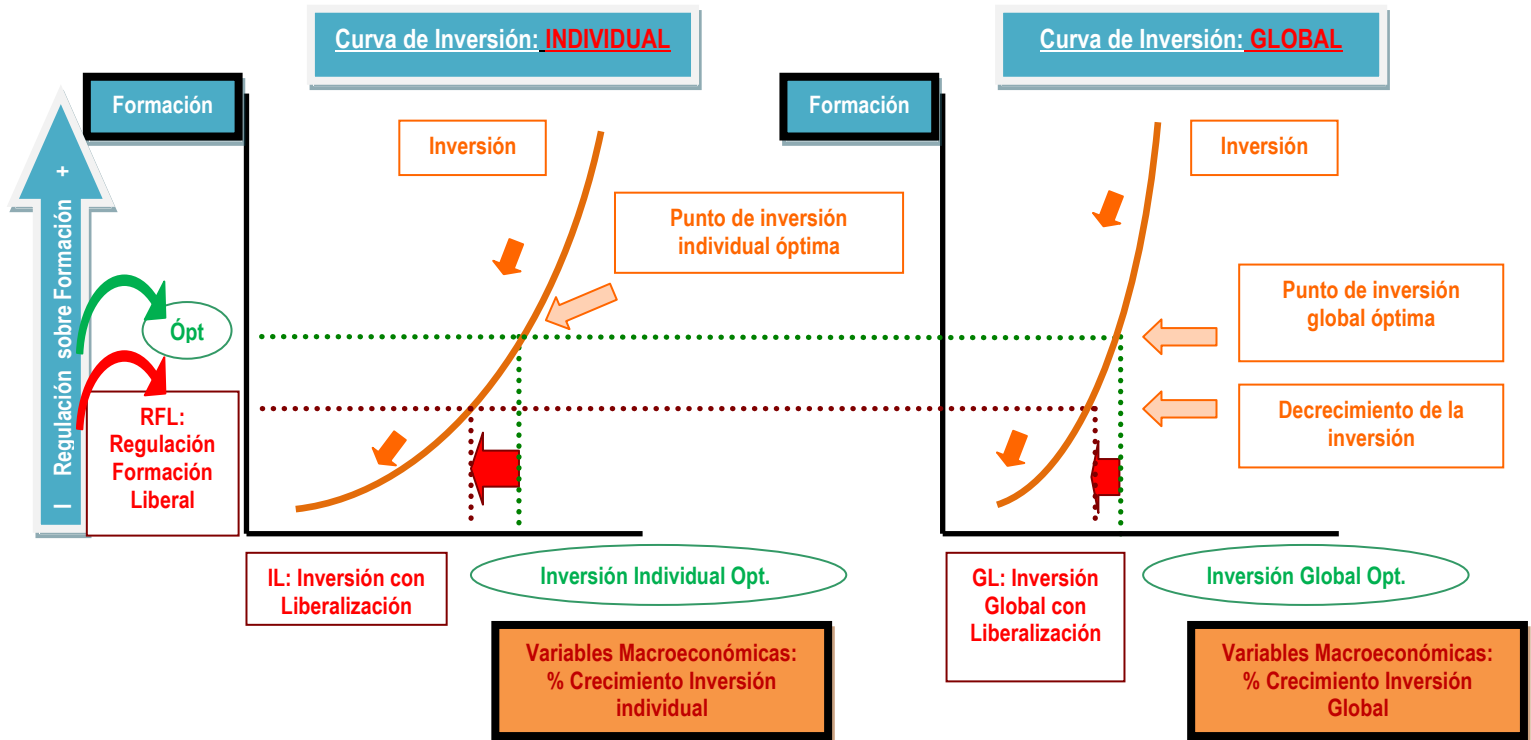 Curva de Inversión: INDIVIDUAL
Curva de Inversión: GLOBAL
Formación
Formación
Inversión
Inversión
Punto de inversión
individual óptima
I Regulación sobre Formación +
Ópt
Punto de inversión
global óptima
RFL:
Regulación
Formación
Liberal
Decrecimiento de la
inversión
IL: Inversión con
Liberalización
Inversión Individual Opt.
GL: Inversión
Global con
Liberalización
Inversión Global Opt.
Variables Macroeconómicas:
% Crecimiento Inversión
individual
Variables Macroeconómicas:
% Crecimiento Inversión
Global